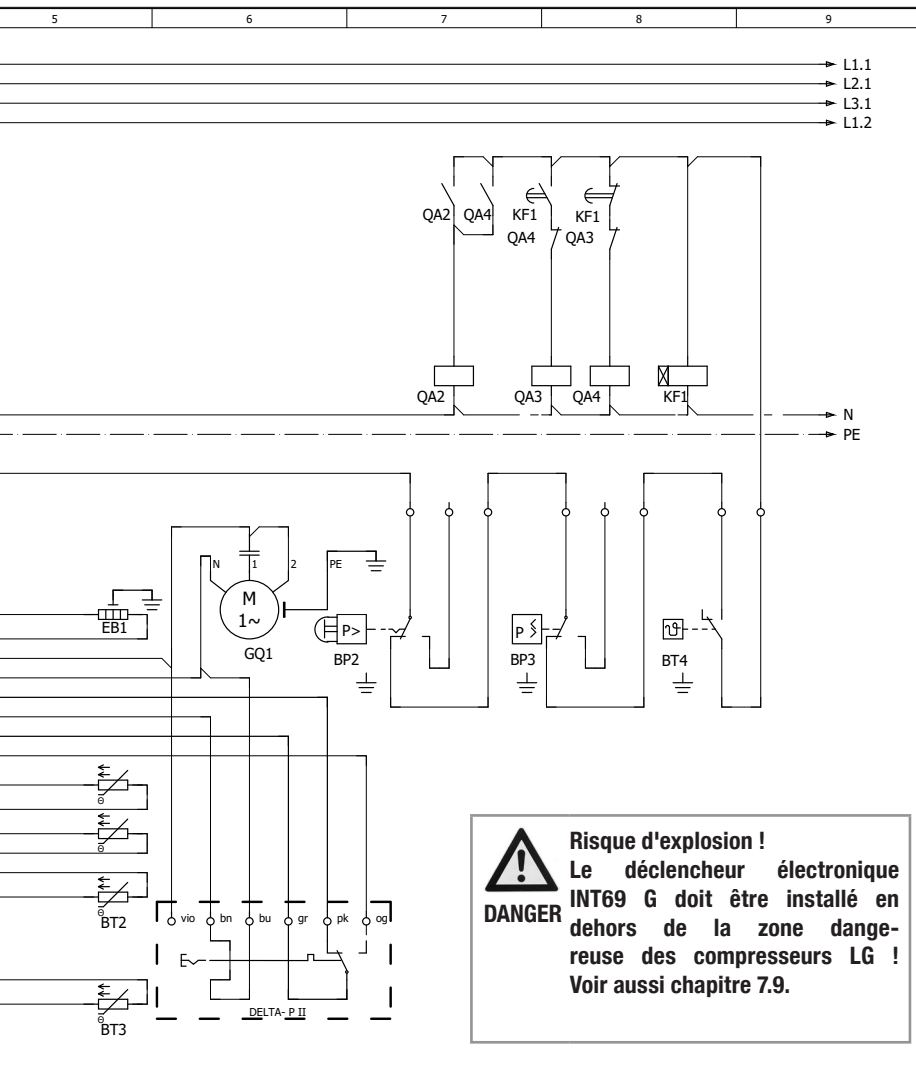 5 6 7 8 9
L1.1
L2.1
L3.1
L1.2
QA2 QA4 KF1 KF1
QA4 QA3
QA2 QA3 QA4 KF1
N
PE
N 1 2 PE
M
1~
EB1
GQ1
P>
BP2
P
BP3
BT4
Θ
Θ
Θ
BT2
vio bn bu gr pk og
DELTA- P II
Θ
BT3
DANGER
Risque d'explosion !
Le déclencheur électronique
INT69 G doit être installé en
dehors de la zone dange-
reuse des compresseurs LG !
Voir aussi chapitre 7.9.